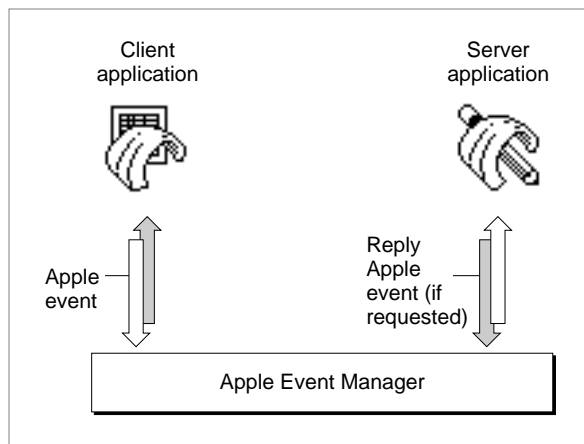 Client
application
Server
application
Apple
event
Reply
Apple
event (if
requested)
Apple Event Manager